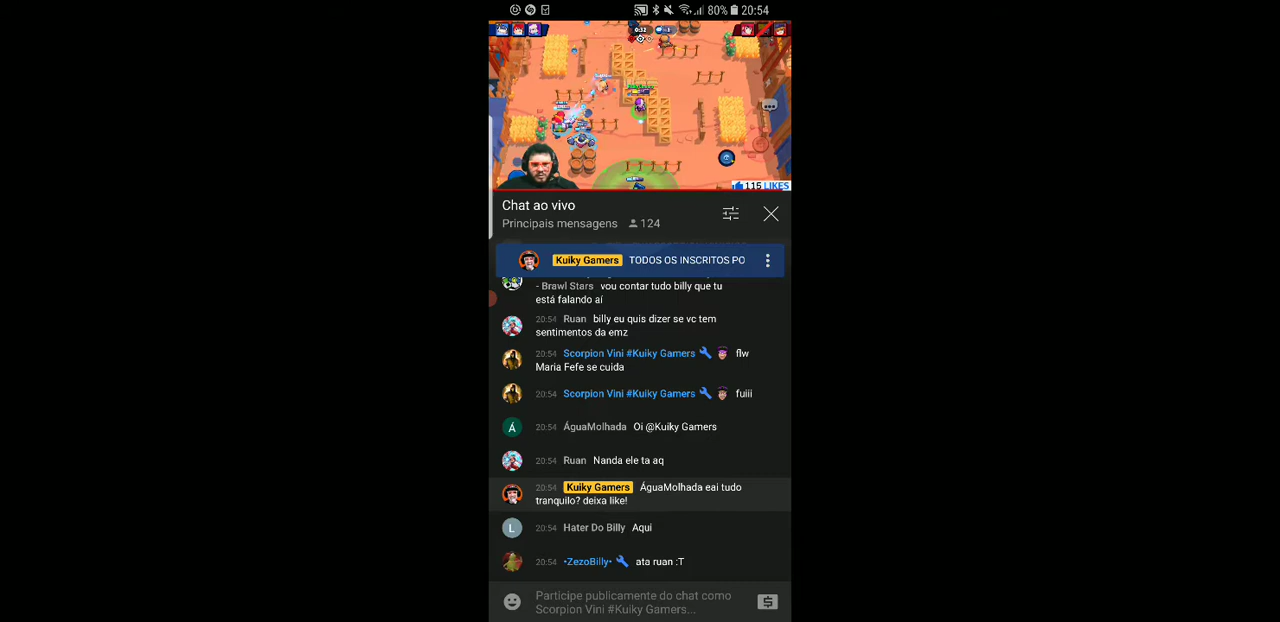 80% 20:54
0:32
115 LIKES
Chat ao vivo
Principais mensagens 124
Kuiky Gamers TODOS OS INSCRITOS PO
- Brawl Stars vou contar tudo billy que tu
está falando aí
20:54 Ruan billy eu quis dizer se vc tem
sentimentos da emz
20:54 Scorpion Vini #Kuiky Gamers flw
Maria Fefe se cuida
20:54 Scorpion Vini #Kuiky Gamers fuiii
Á 20:54 ÁguaMolhada Oi @Kuiky Gamers
20:54 Ruan Nanda ele ta aq
20:54 Kuiky Gamers ÁguaMolhada eai tudo
tranquilo? deixa like!
L 20:54 Hater Do Billy Aqui
20:54 •ZezoBilly• ata ruan :T
Participe publicamente do chat como
Scorpion Vini #Kuiky Gamers...